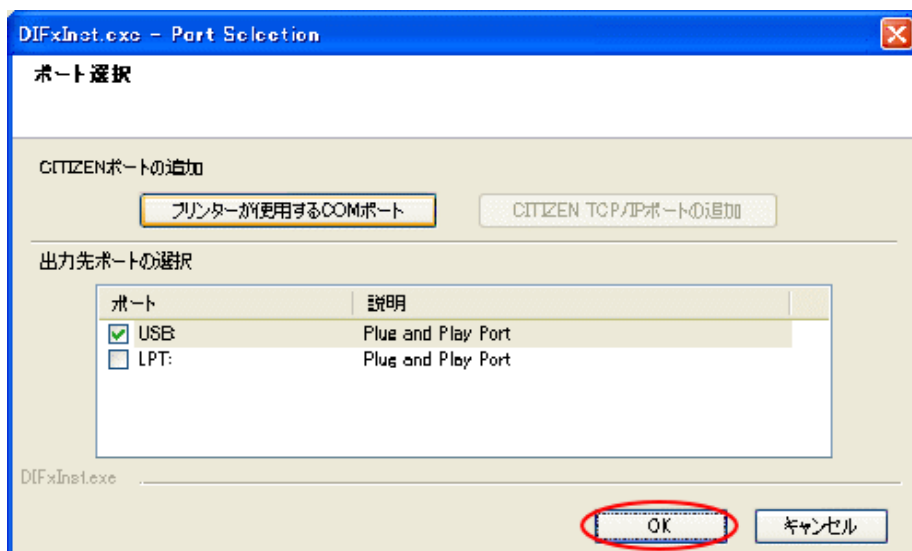 DIFxInst.exe - Port Selection
ポート選択
CITIZENポートの追加
プリンターが使用するCOMポート
CITIZEN TCP/IPポートの追加
出力先ポートの選択
ポート 説明
USB: Plug and Play Port
LPT: Plug and Play Port
DIFxInst.exe
OK キャンセル